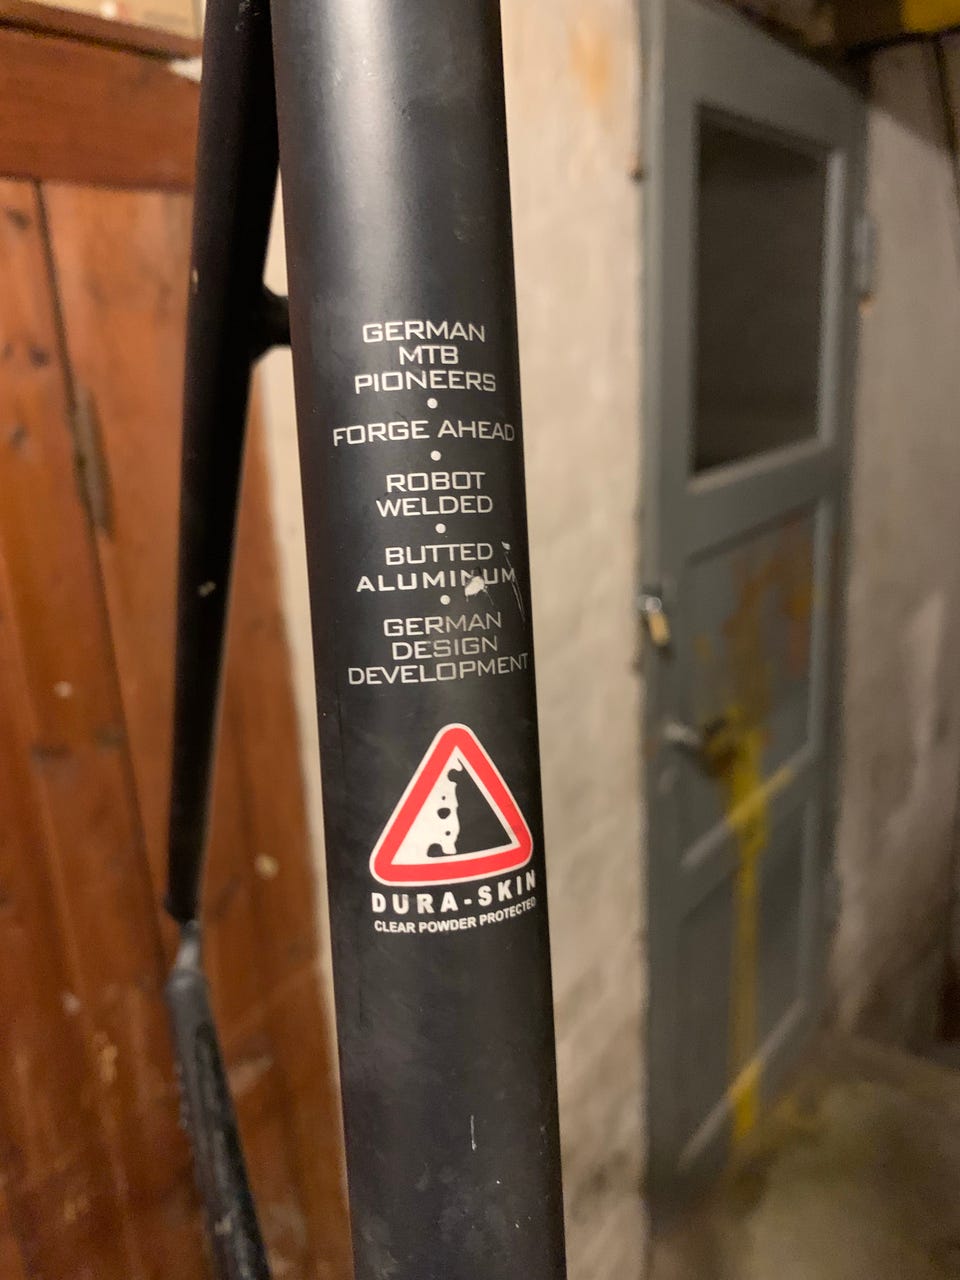 GERMAN
MTB
PIONEERS
•
FORGE AHEAD
•
ROBOT
WELDED
•
BUTTED
ALUMINUM
•
GERMAN
DESIGN
DEVELOPMENT
DURA-SKIN
CLEAR POWDER PROTECTED